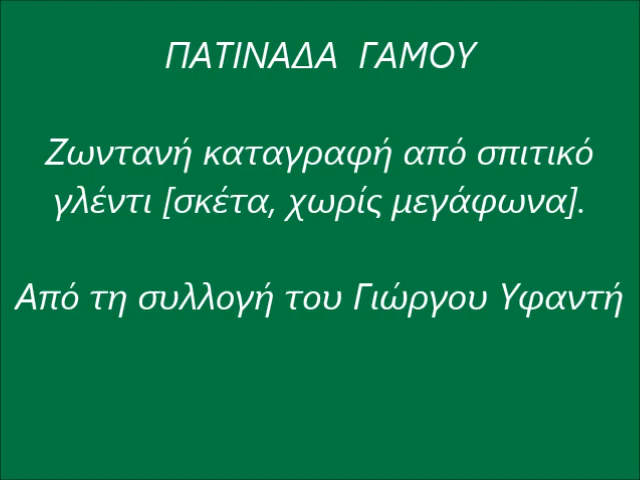 ΠΑΤΙΝΑΔΑ ΓΑΜΟΥ
Ζωντανή καταγραφή από σπιτικό
γλέντι [σκέτα, χωρίς μεγάφωνα].
Από τη συλλογή του Γιώργου Υφαντή